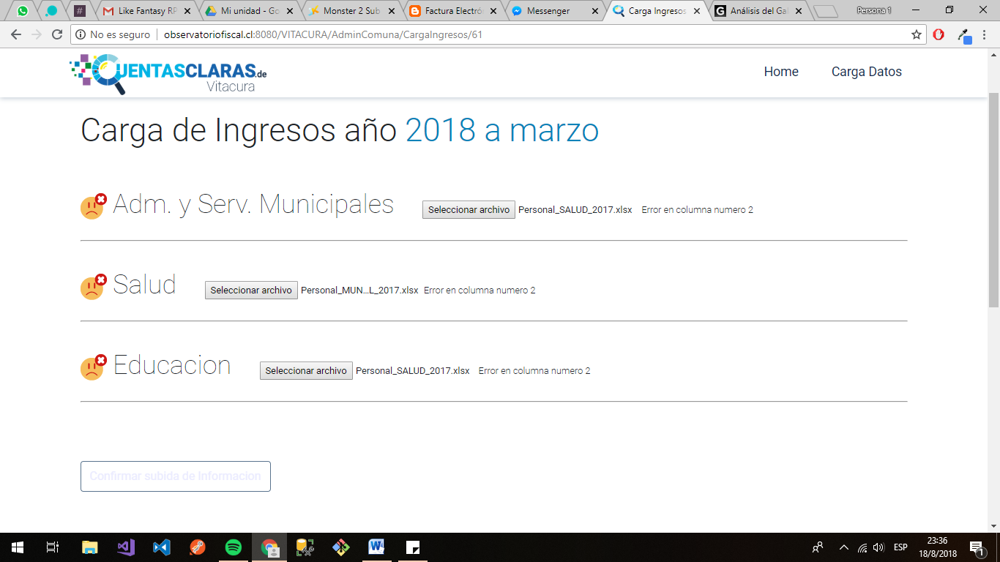 Like Fantasy RP
Mi unidad - Go
Monster 2 Sub
Factura Electró
Messenger
Carga Ingresos
Análisis del Gal
Persona 1
No es seguro
observatoriofiscal.cl:8080/VITACURA/AdminComuna/CargaIngresos/61
CUENTASCLARAS.de
Vitacura
Home
Carga Datos
Carga de Ingresos año 2018 a marzo
Adm. y Serv. Municipales Seleccionar archivo Personal_SALUD_2017.xlsx Error en columna numero 2
Salud Seleccionar archivo Personal_MUN...L_2017.xlsx Error en columna numero 2
Educacion Seleccionar archivo Personal_SALUD_2017.xlsx Error en columna numero 2
Confirmar subida de Informacion
ESP
23:36
18/8/2018
1